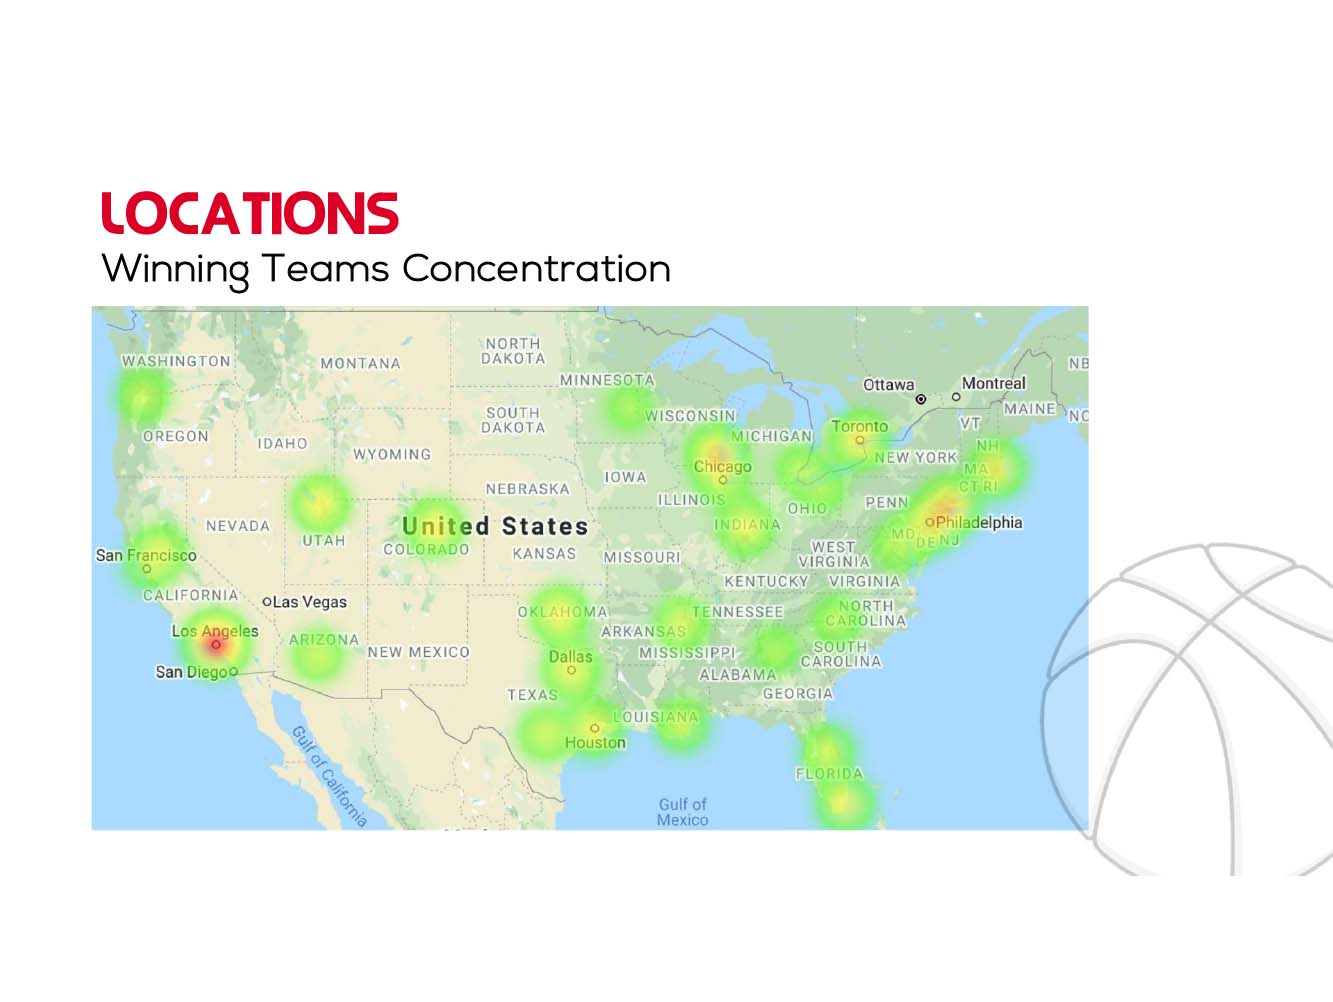 LOCATIONS
Winning Teams Concentration
WASHINGTON
MONTANA
NORTH
DAKOTA
MINNESOTA
Ottawa
Montreal
NB
MAINE
NO
VT
OREGON
IDAHO
WYOMING
SOUTH
DAKOTA
WISCONSIN
MICHIGAN
Toronto
NEW YORK
NH
MA
CT RI
Chicago
IOWA
NEBRASKA
ILLINOIS
INDIANA
OHIO
PENN
Philadelphia
MD
DE NJ
NEVADA
UTAH
United States
COLORADO
KANSAS
MISSOURI
WEST
VIRGINIA
KENTUCKY
VIRGINIA
San Francisco
CALIFORNIA
Las Vegas
Los Angeles
San Diego
ARIZONA
NEW MEXICO
OKLAHOMA
ARKANSAS
TENNESSEE
NORTH
CAROLINA
MISSISSIPPI
SOUTH
CAROLINA
ALABAMA
GEORGIA
Dallas
TEXAS
LOUISIANA
Houston
FLORIDA
Gulf of California
Gulf of
Mexico